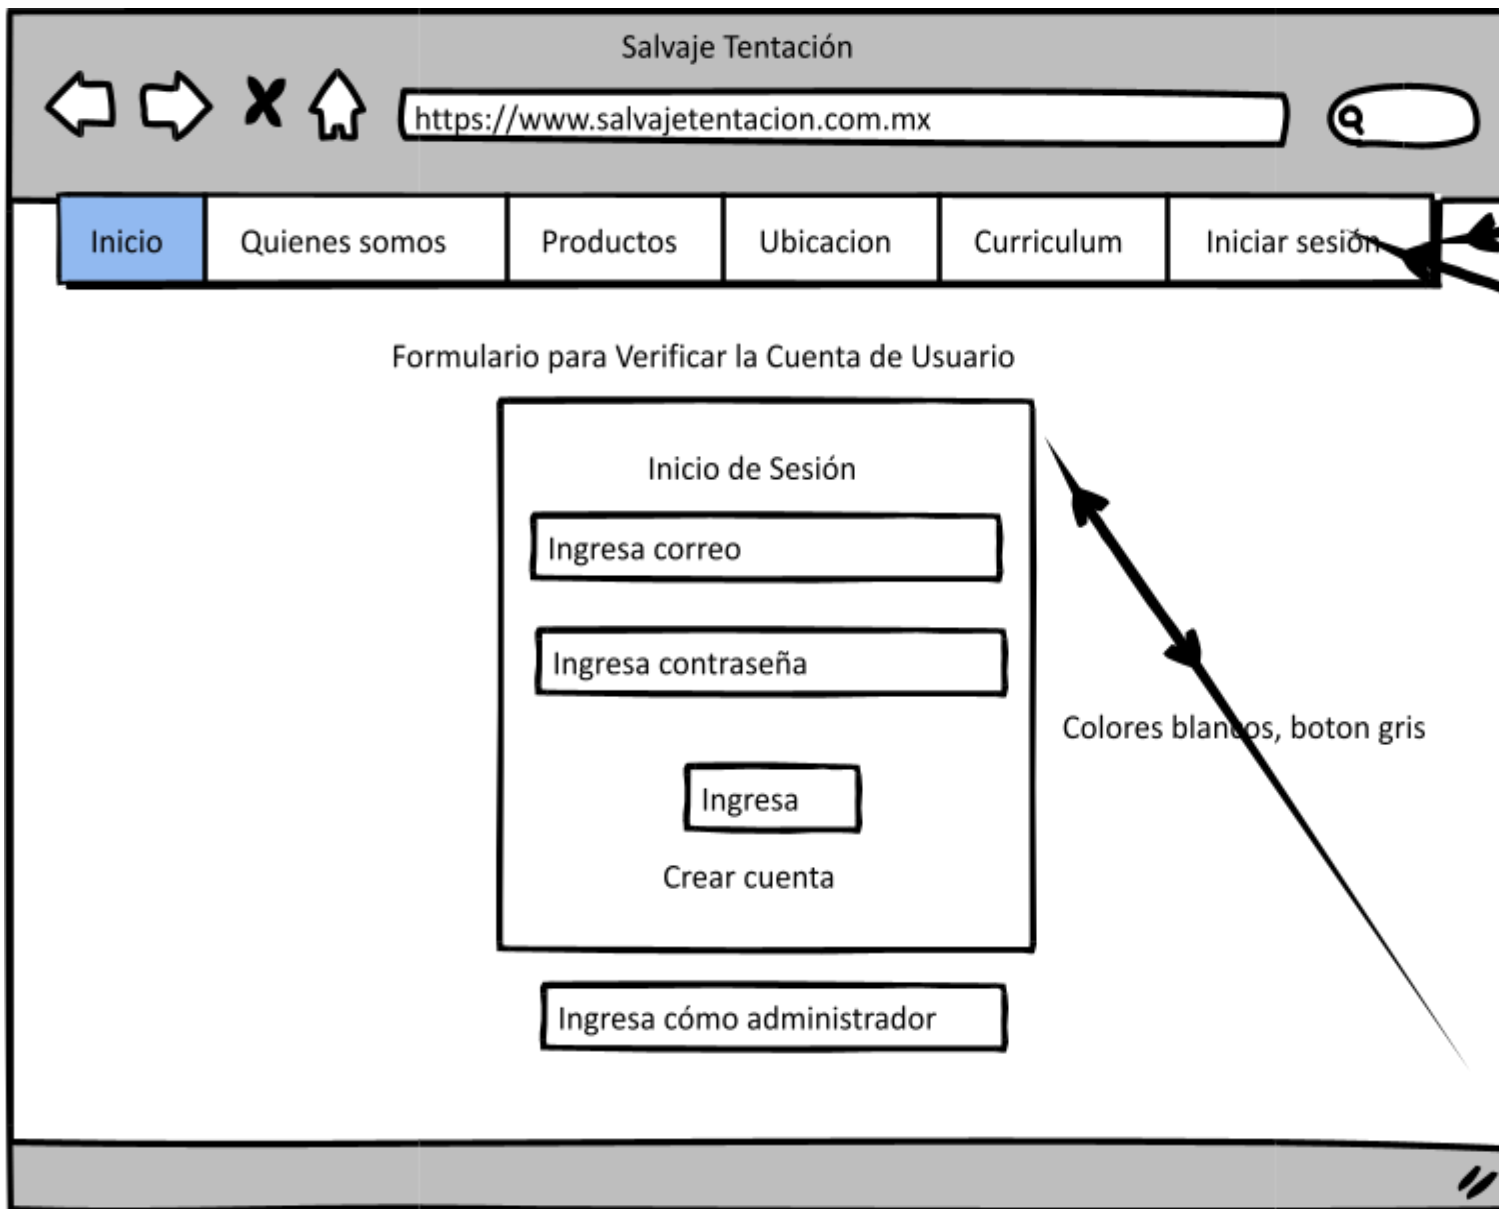 Salvaje Tentación
https://www.salvajetentacion.com.mx
Inicio Quienes somos Productos Ubicacion Curriculum Iniciar sesión
Formulario para Verificar la Cuenta de Usuario
Inicio de Sesión
Ingresa correo
Ingresa contraseña
Colores blancos, boton gris
Ingresa
Crear cuenta
Ingresa cómo administrador